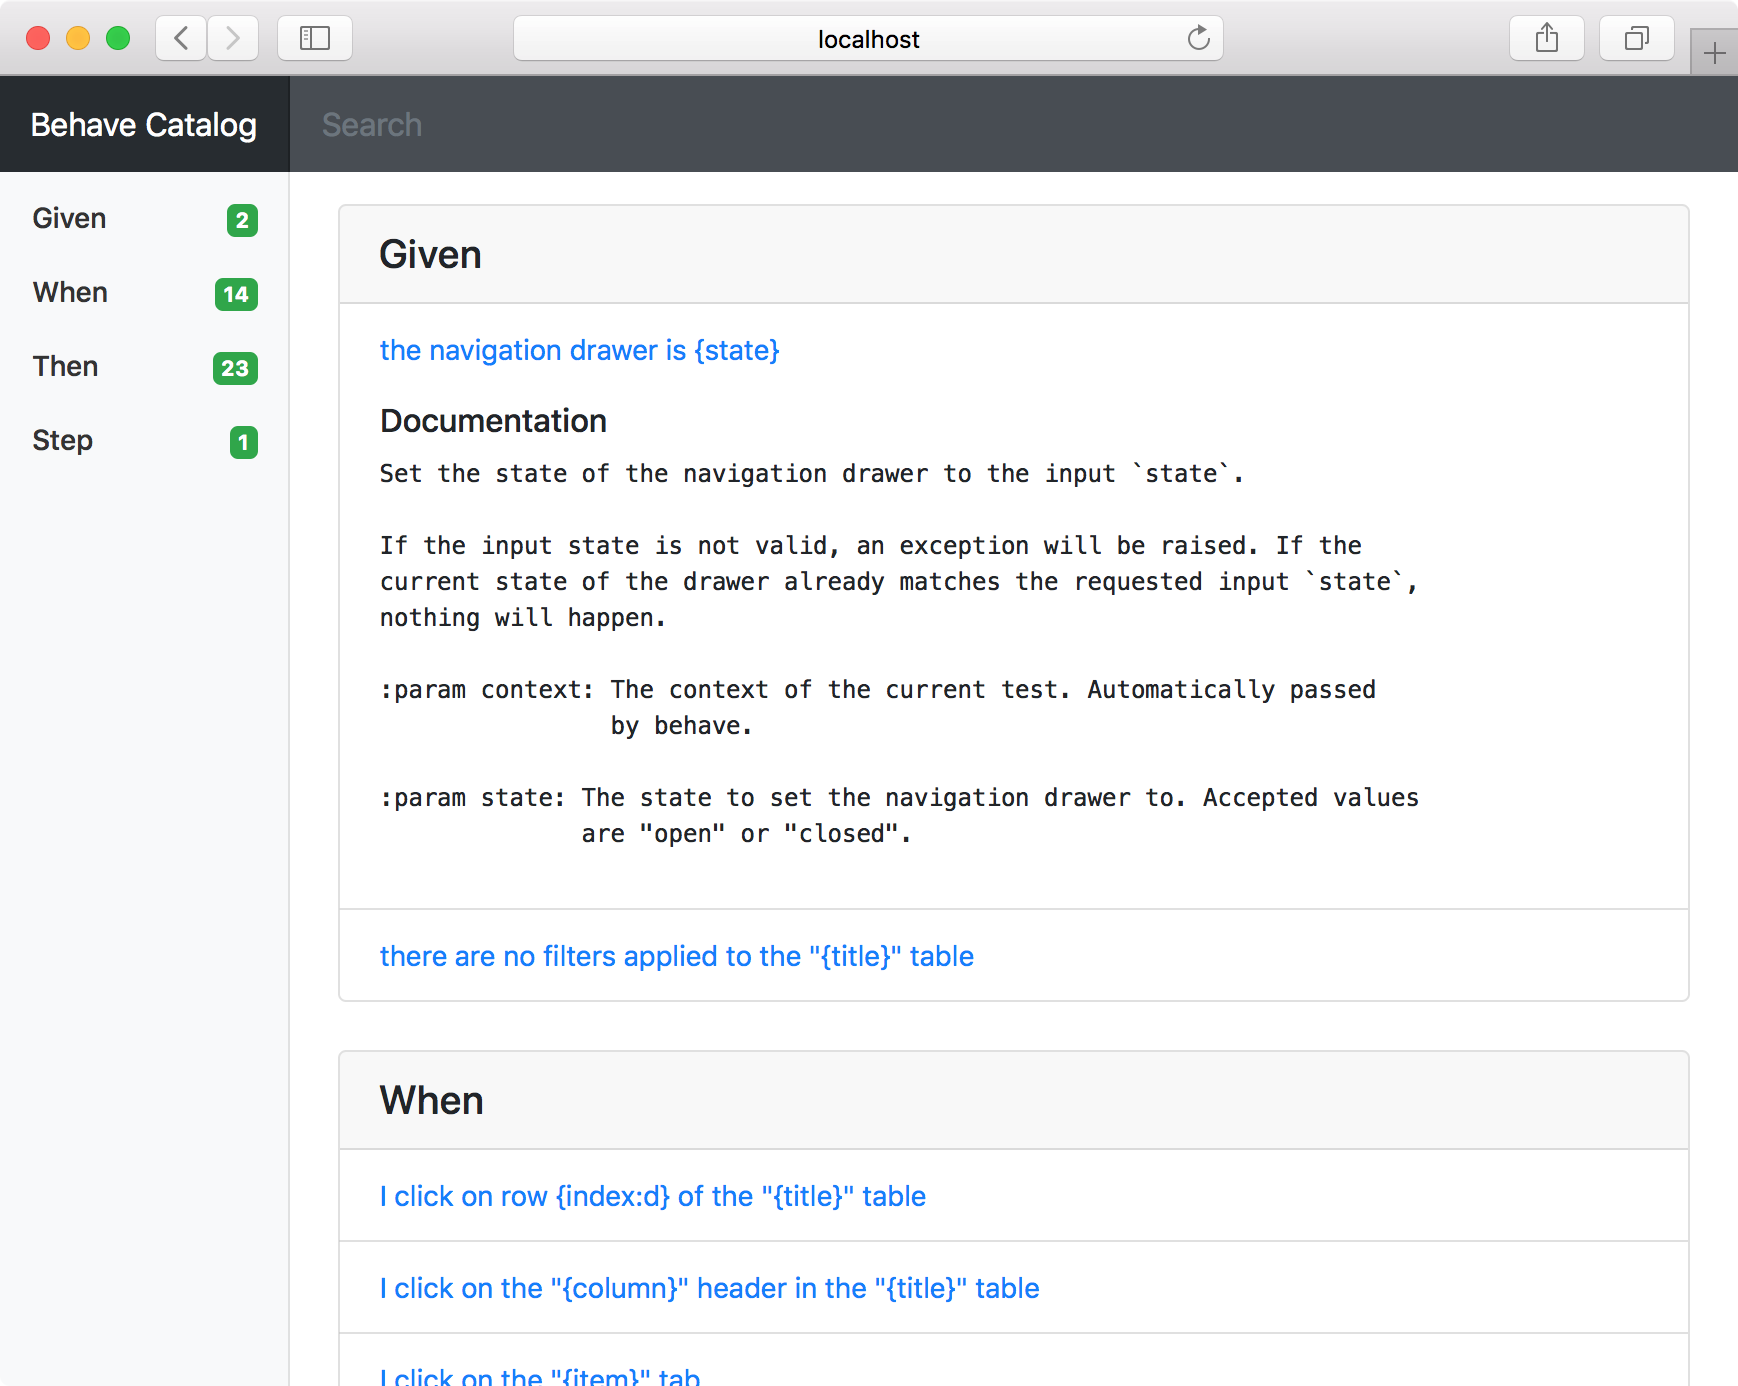 localhost
Behave Catalog
Search
Given 2
When 14
Then 23
Step 1
Given
the navigation drawer is {state}
Documentation
Set the state of the navigation drawer to the input `state`.
If the input state is not valid, an exception will be raised. If the
current state of the drawer already matches the requested input `state`,
nothing will happen.
:param context: The context of the current test. Automatically passed
by behave.
:param state: The state to set the navigation drawer to. Accepted values
are "open" or "closed".
there are no filters applied to the "{title}" table
When
I click on row {index:d} of the "{title}" table
I click on the "{column}" header in the "{title}" table
I click on the "{item}" tab